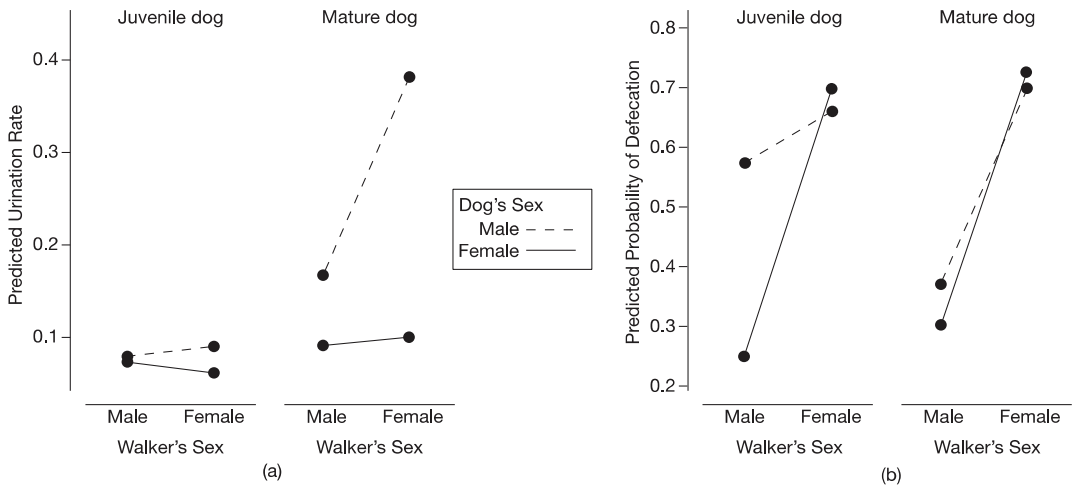 Juvenile dog
Mature dog
Predicted Urination Rate
0.4
0.3
0.2
0.1
Male
Female
Male
Female
Walker's Sex
Walker's Sex
(a)
Dog's Sex
Male
Female
Juvenile dog
Mature dog
Predicted Probability of Defecation
0.8
0.7
0.6
0.5
0.4
0.3
0.2
Male
Female
Male
Female
Walker's Sex
Walker's Sex
(b)